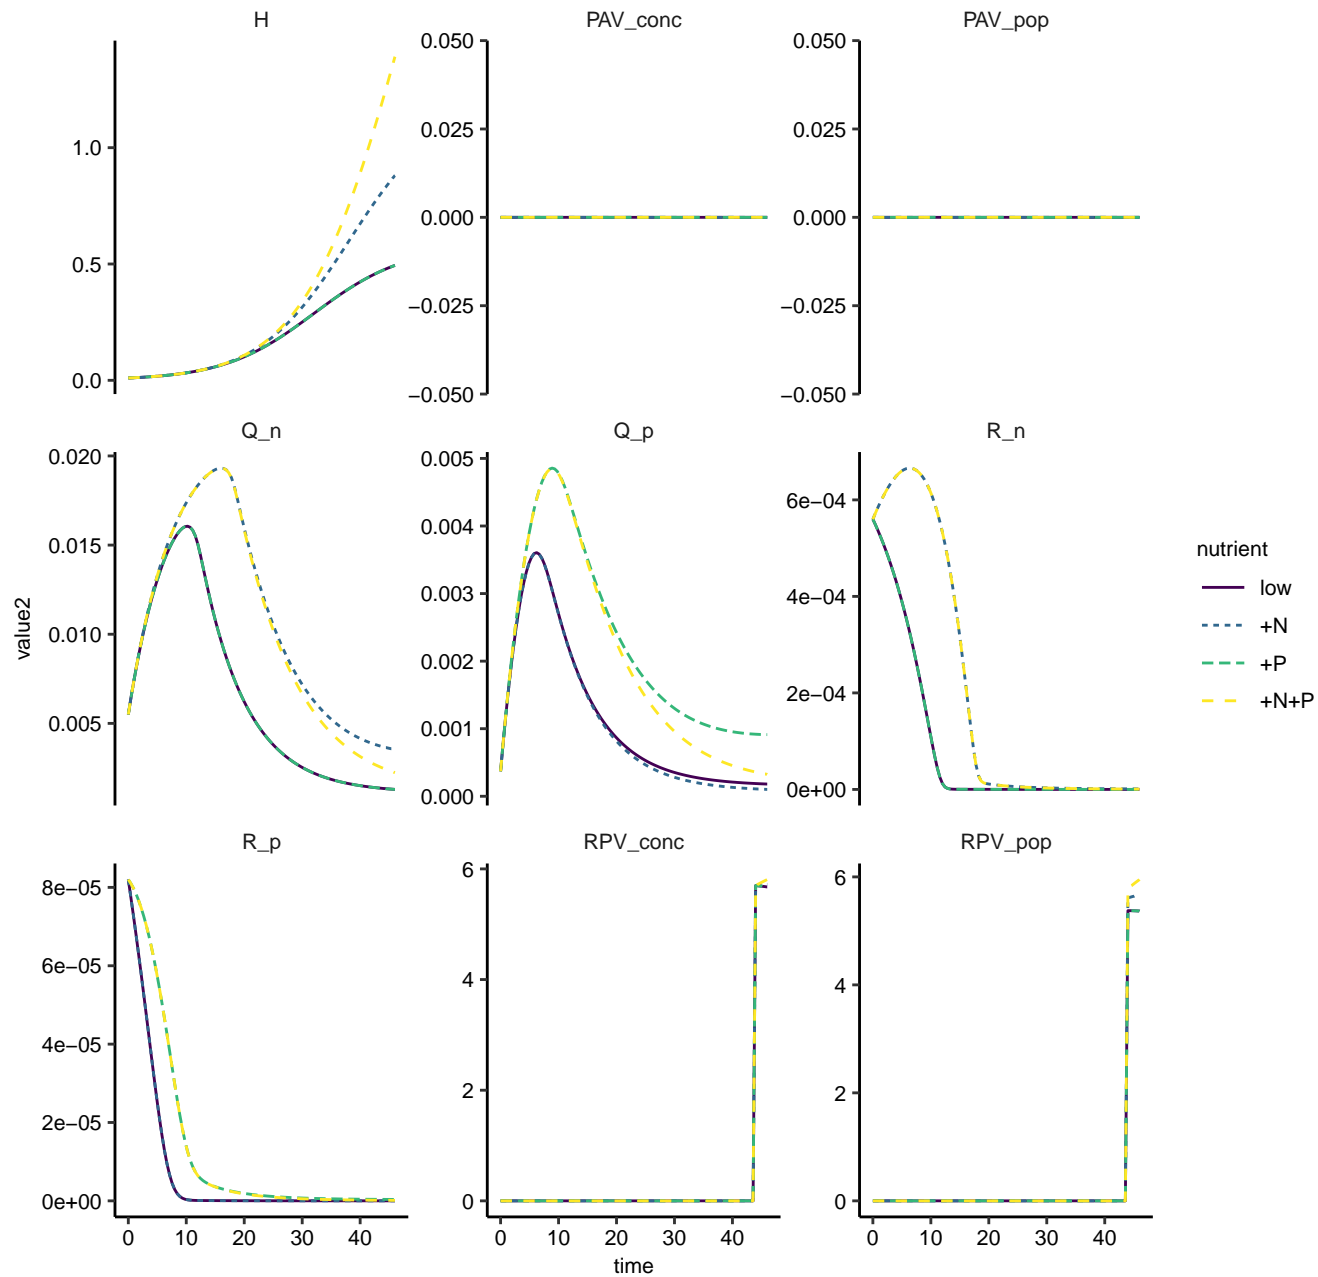 H
PAV_conc
PAV_pop
1.0
0.5
0.0
0.050
0.025
0.000
−0.025
−0.050
0.050
0.025
0.000
−0.025
−0.050
Q_n
Q_p
R_n
0.020
0.015
0.010
0.005
0.005
0.004
0.003
0.002
0.001
0.000
6e−04
4e−04
2e−04
0e+00
R_p
RPV_conc
RPV_pop
8e−05
6e−05
4e−05
2e−05
0e+00
6
4
2
0
6
4
2
0
0 10 20 30 40
0 10 20 30 40
0 10 20 30 40
time
value2
nutrient
low
+N
+P
+N+P